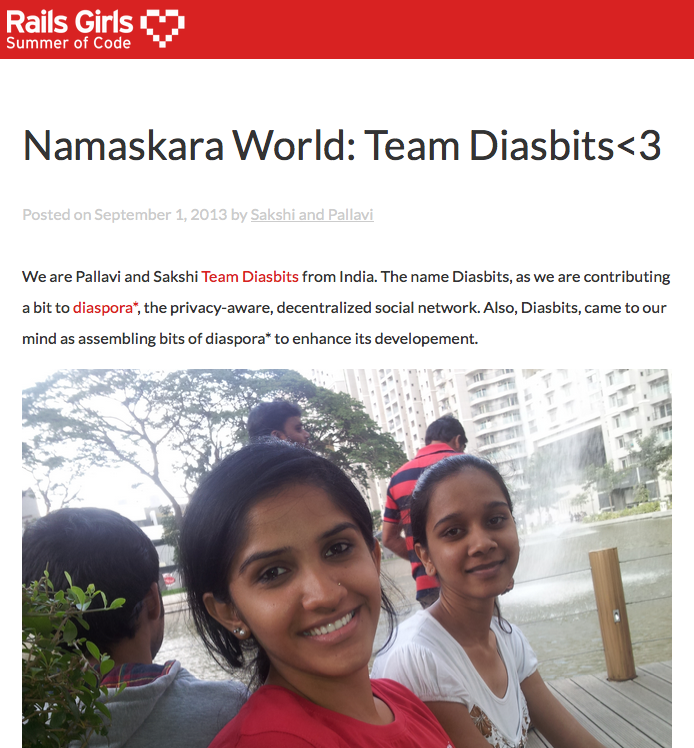 Rails Girls
Summer of Code
Namaskara World: Team Diasbits<3
Posted on September 1, 2013 by Sakshi and Pallavi
We are Pallavi and Sakshi Team Diasbits from India. The name Diasbits, as we are contributing
a bit to diaspora*, the privacy-aware, decentralized social network. Also, Diasbits, came to our
mind as assembling bits of diaspora* to enhance its developement.